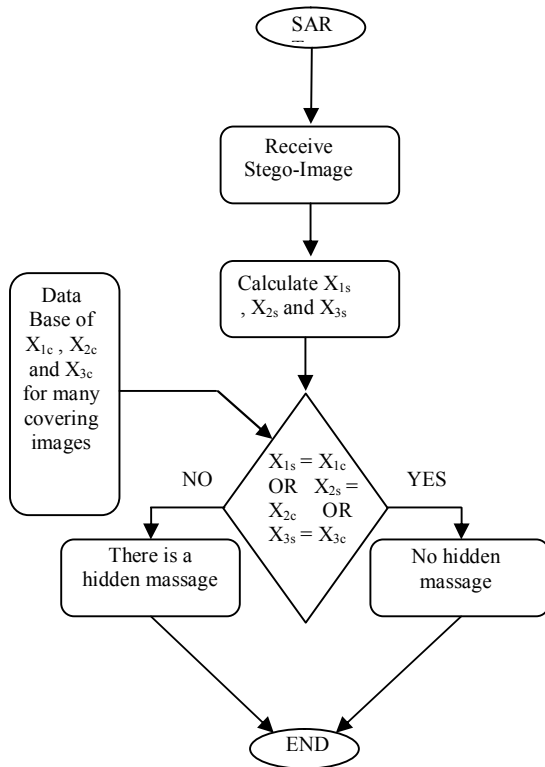 SAR
Receive
Stego-Image
Calculate X₁ₛ
, X₂ₛ and X₃ₛ
Data
Base of
X₁c , X₂c
and X₃c
for many
covering
images
X₁ₛ = X₁c
OR X₂ₛ =
X₂c OR
X₃ₛ = X₃c
NO
YES
There is a
hidden massage
No hidden
massage
END